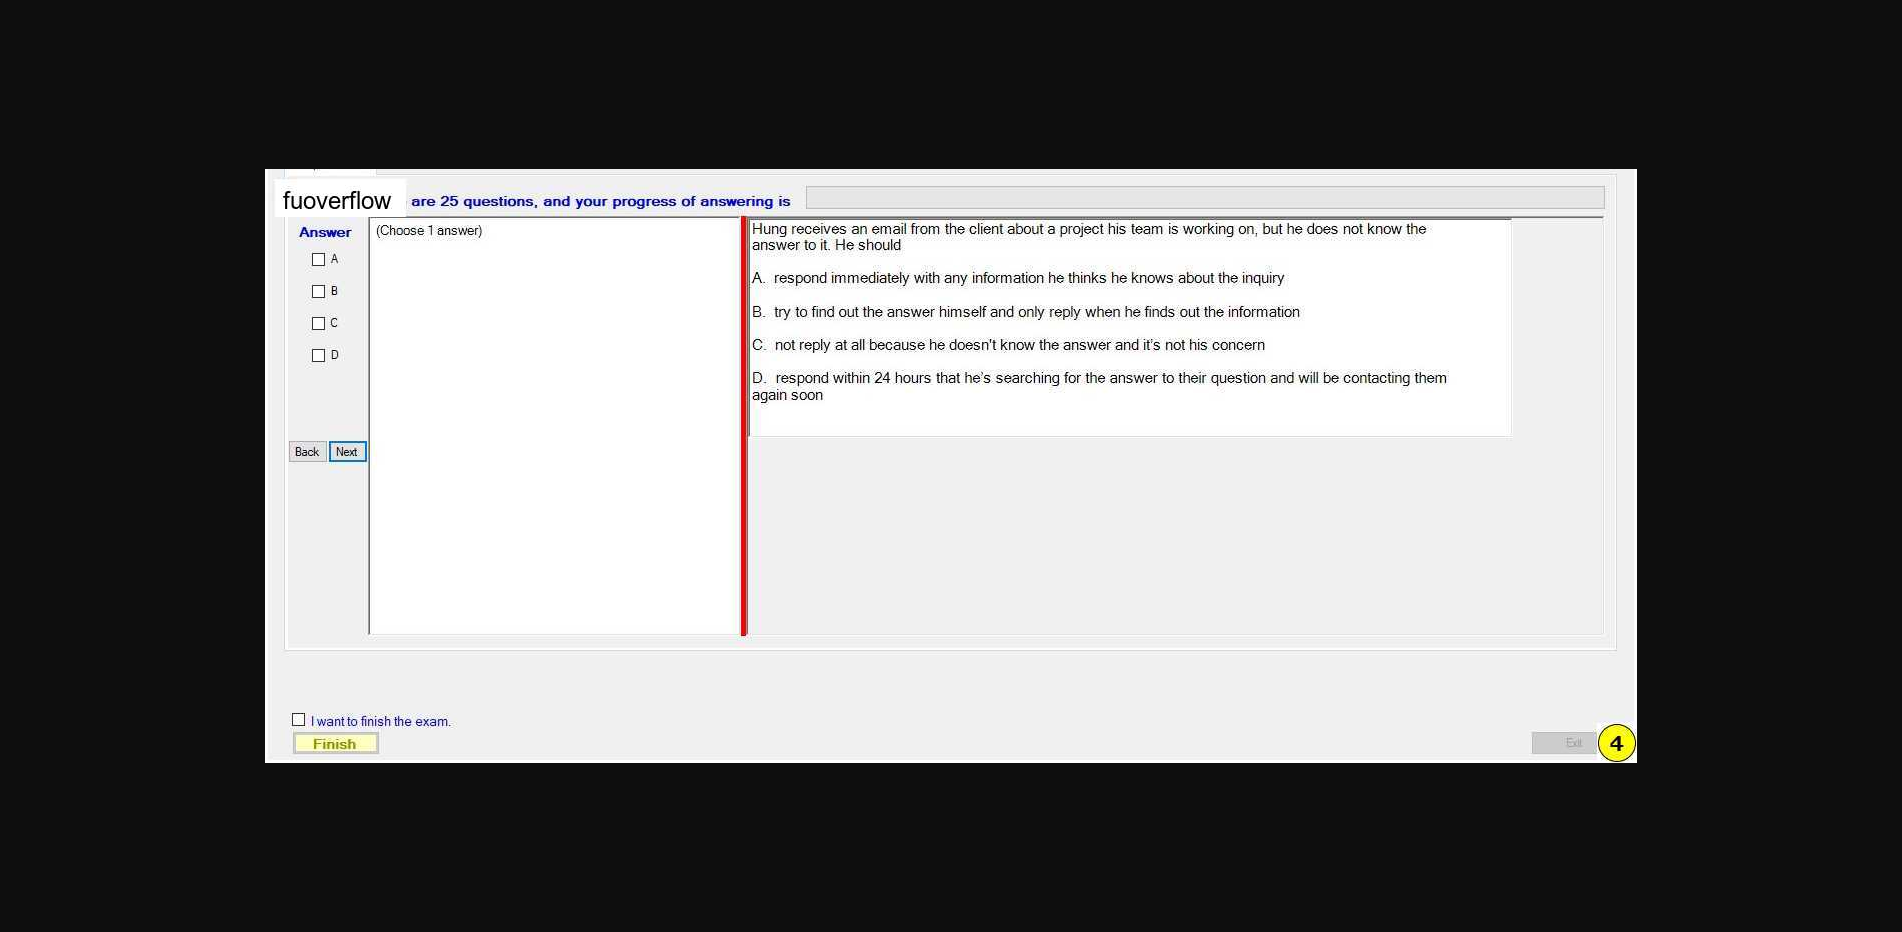 fuoverflow are 25 questions, and your progress of answering is
Answer
A
B
C
D
Back Next
(Choose 1 answer)
Hung receives an email from the client about a project his team is working on, but he does not know the
answer to it. He should
A. respond immediately with any information he thinks he knows about the inquiry
B. try to find out the answer himself and only reply when he finds out the information
C. not reply at all because he doesn't know the answer and it's not his concern
D. respond within 24 hours that he's searching for the answer to their question and will be contacting them
again soon
I want to finish the exam.
Finish
Exit
4